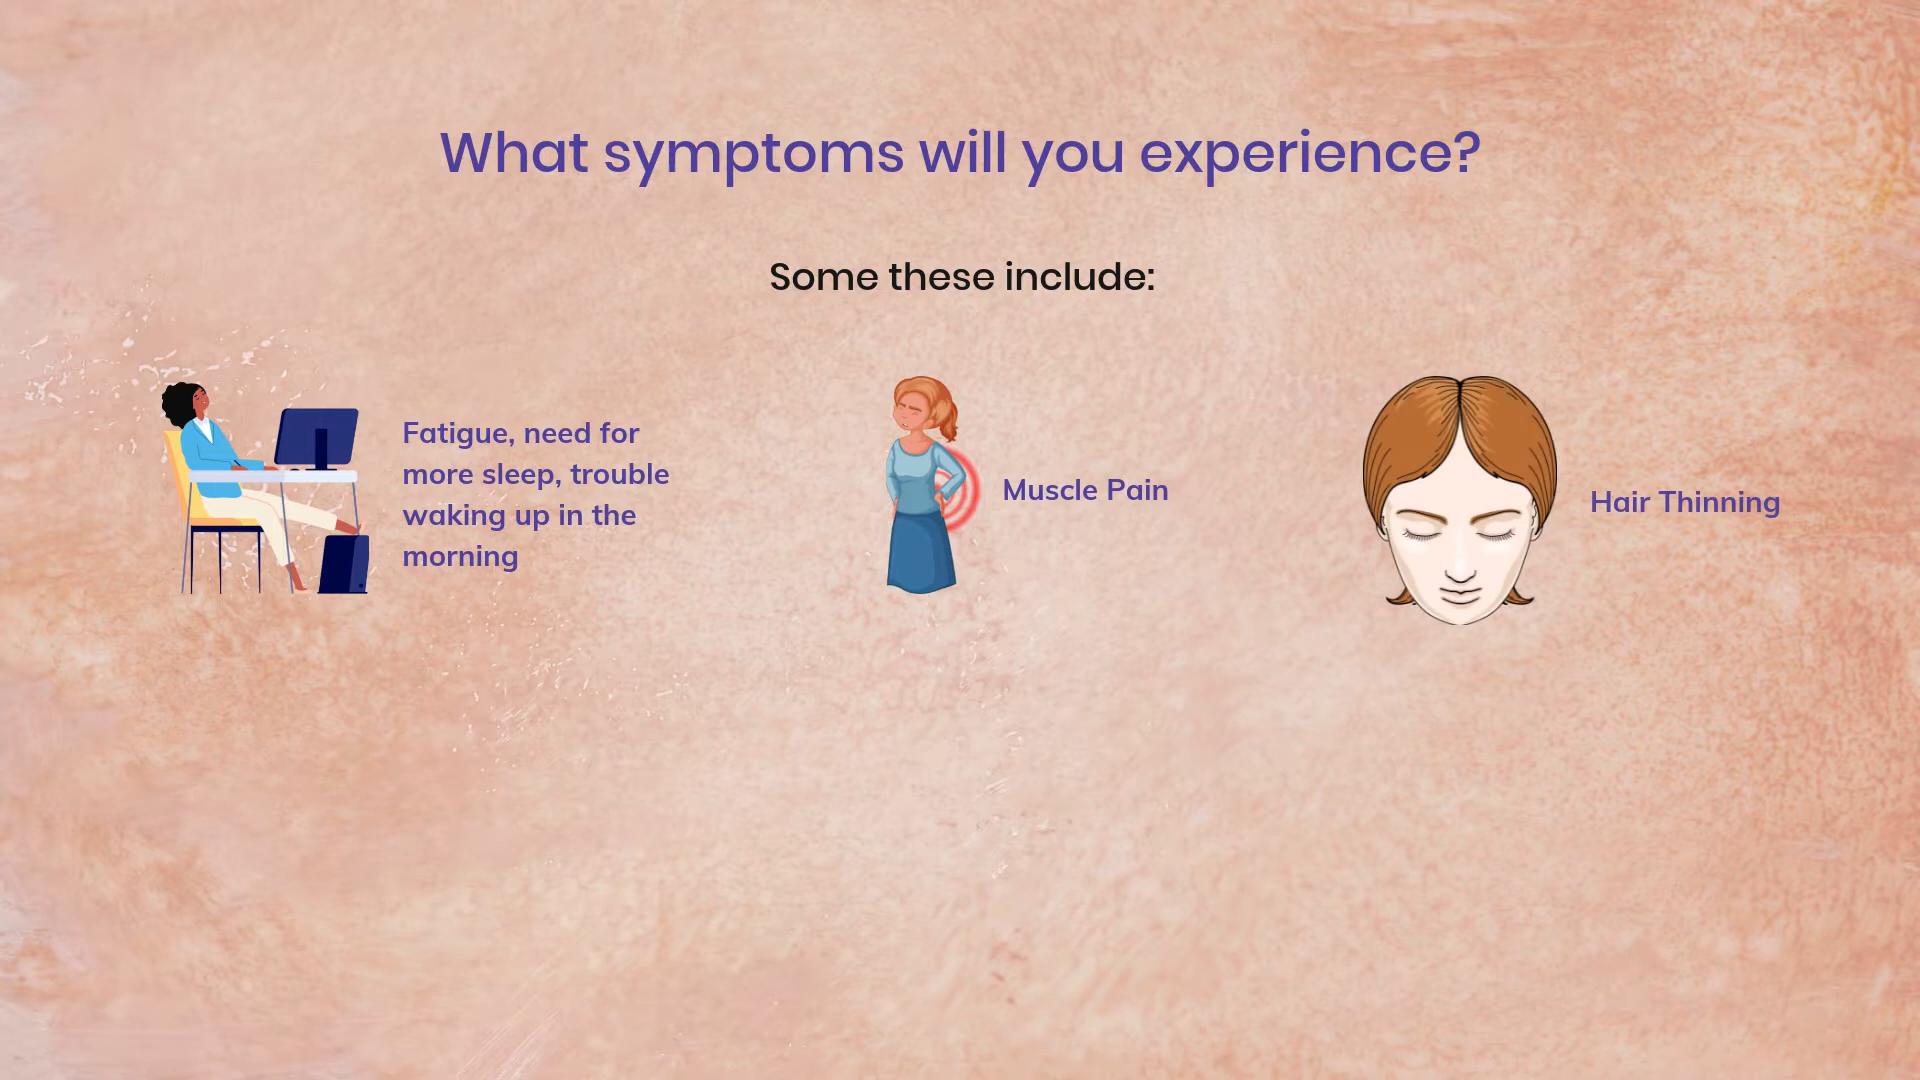 What symptoms will you experience?
Some these include:
Fatigue, need for
more sleep, trouble
waking up in the
morning
Muscle Pain
Hair Thinning